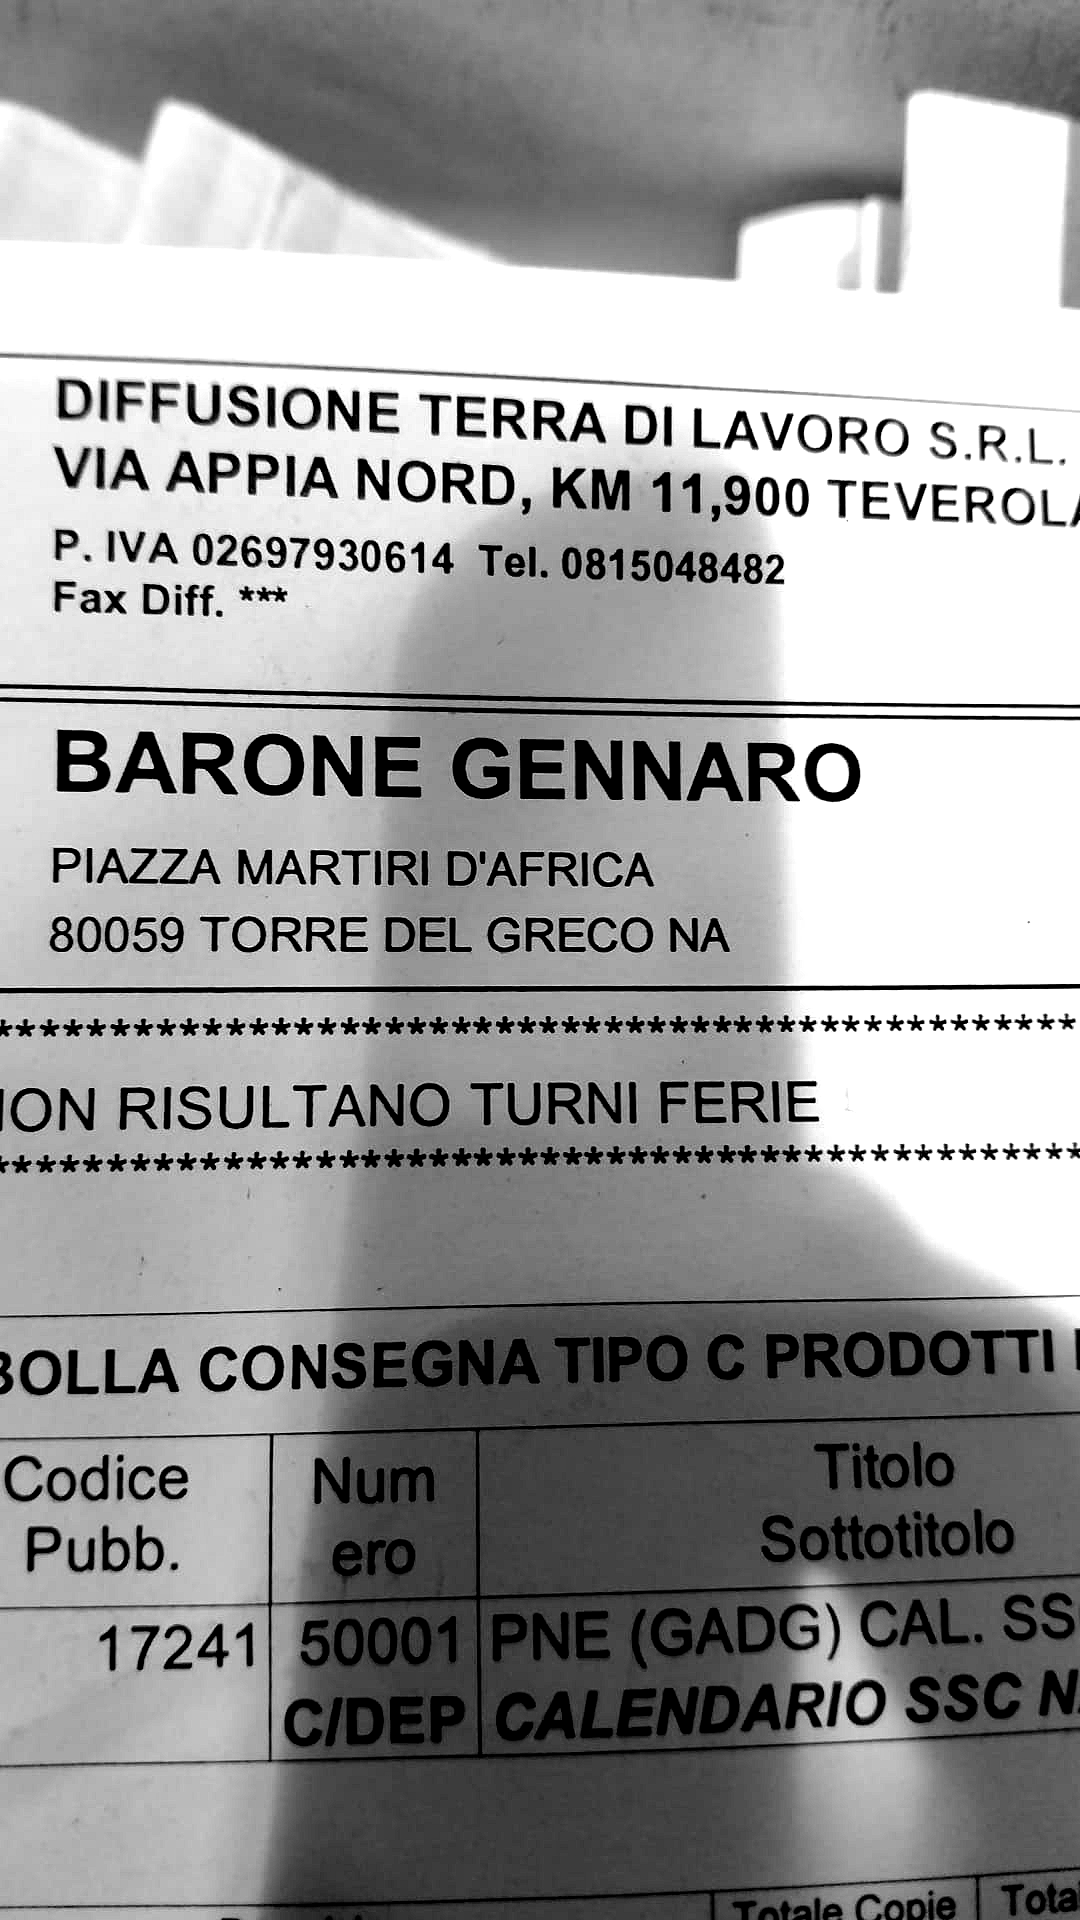 DIFFUSIONE TERRA DI LAVORO S.R.L.
VIA APPIA NORD, KM 11,900 TEVEROLA
P. IVA 02697930614 Tel. 0815048482
Fax Diff. ***
BARONE GENNARO
PIAZZA MARTIRI D'AFRICA
80059 TORRE DEL GRECO NA
**********************************************
ION RISULTANO TURNI FERIE
**********************************************
BOLLA CONSEGNA TIPO C PRODOTTI
Codice Pubb.
Num ero
Titolo Sottotitolo
17241 50001 PNE (GADG) CAL. SS
C/DEP CALENDARIO SSC N
Totale Copie Tota